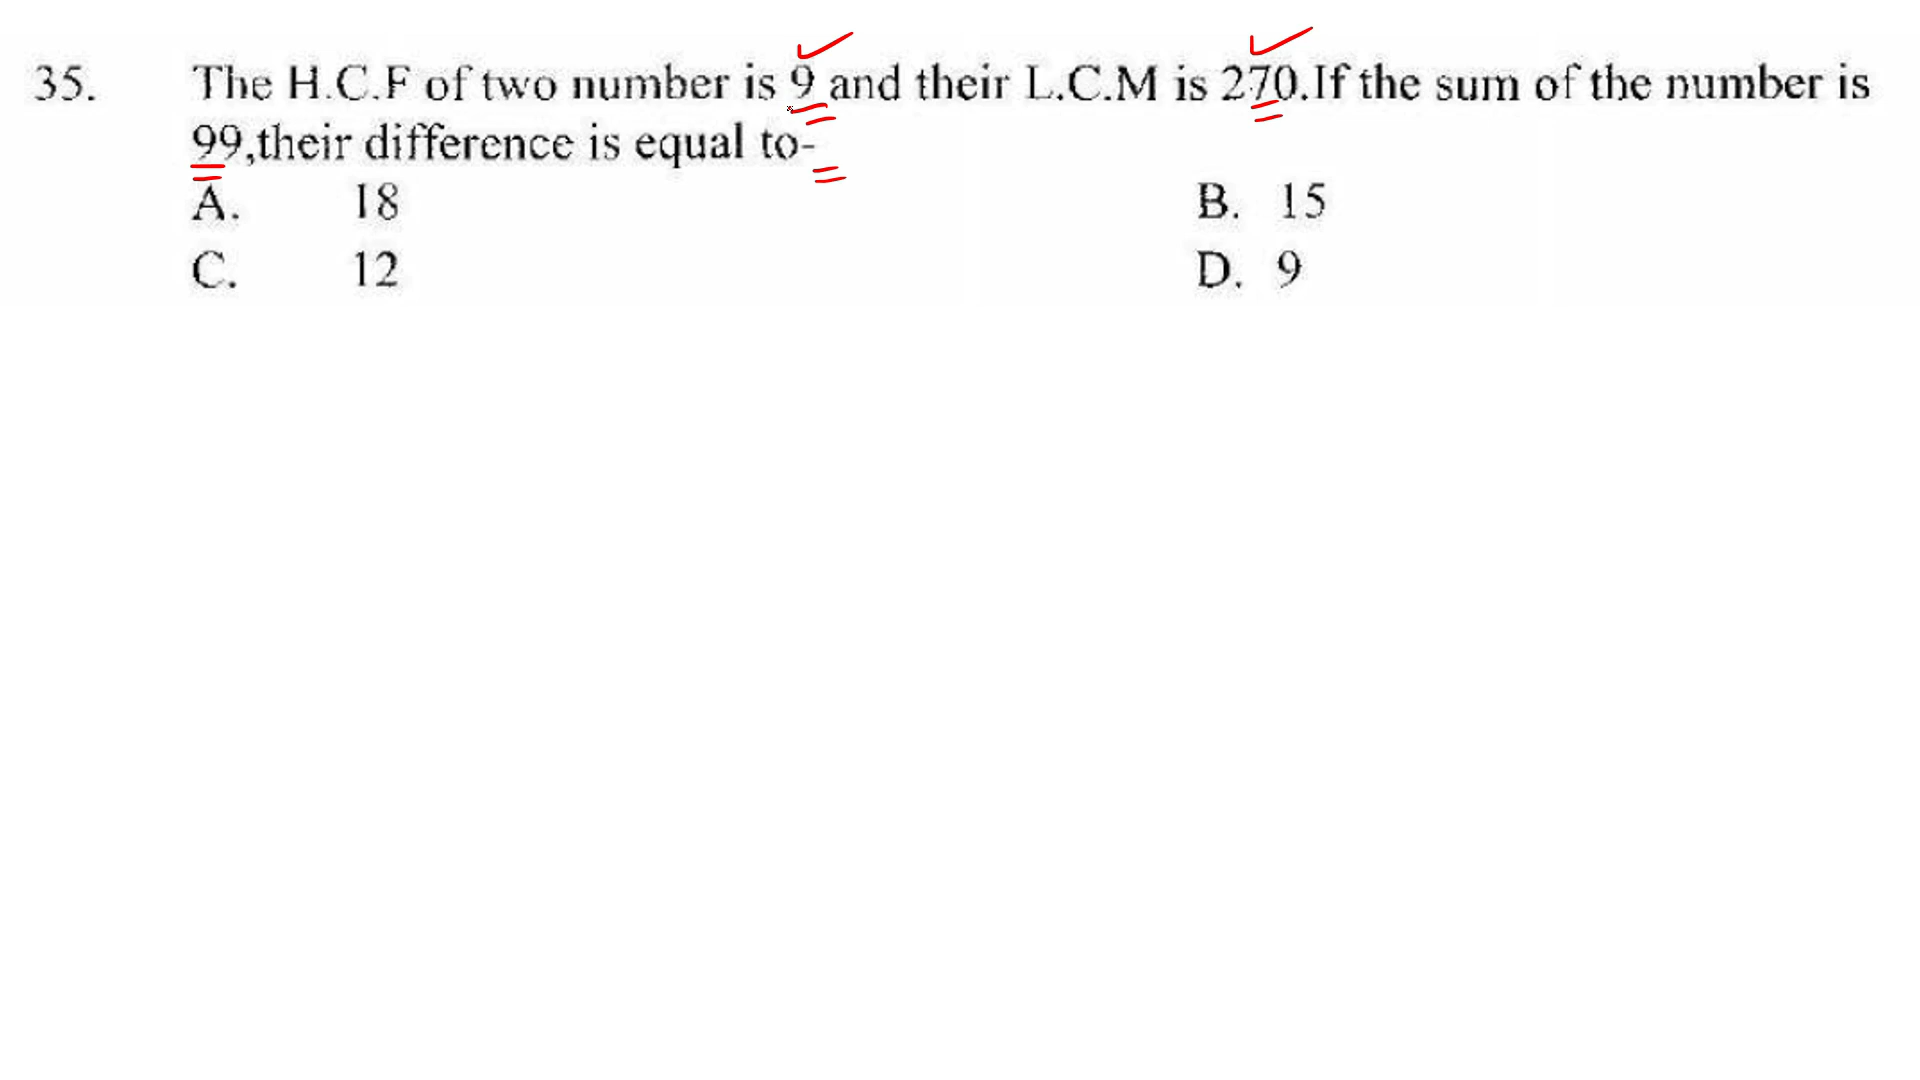 35. The H.C.F of two number is 9 and their L.C.M is 270.If the sum of the number is
99,their difference is equal to-
A. 18 B. 15
C. 12 D. 9